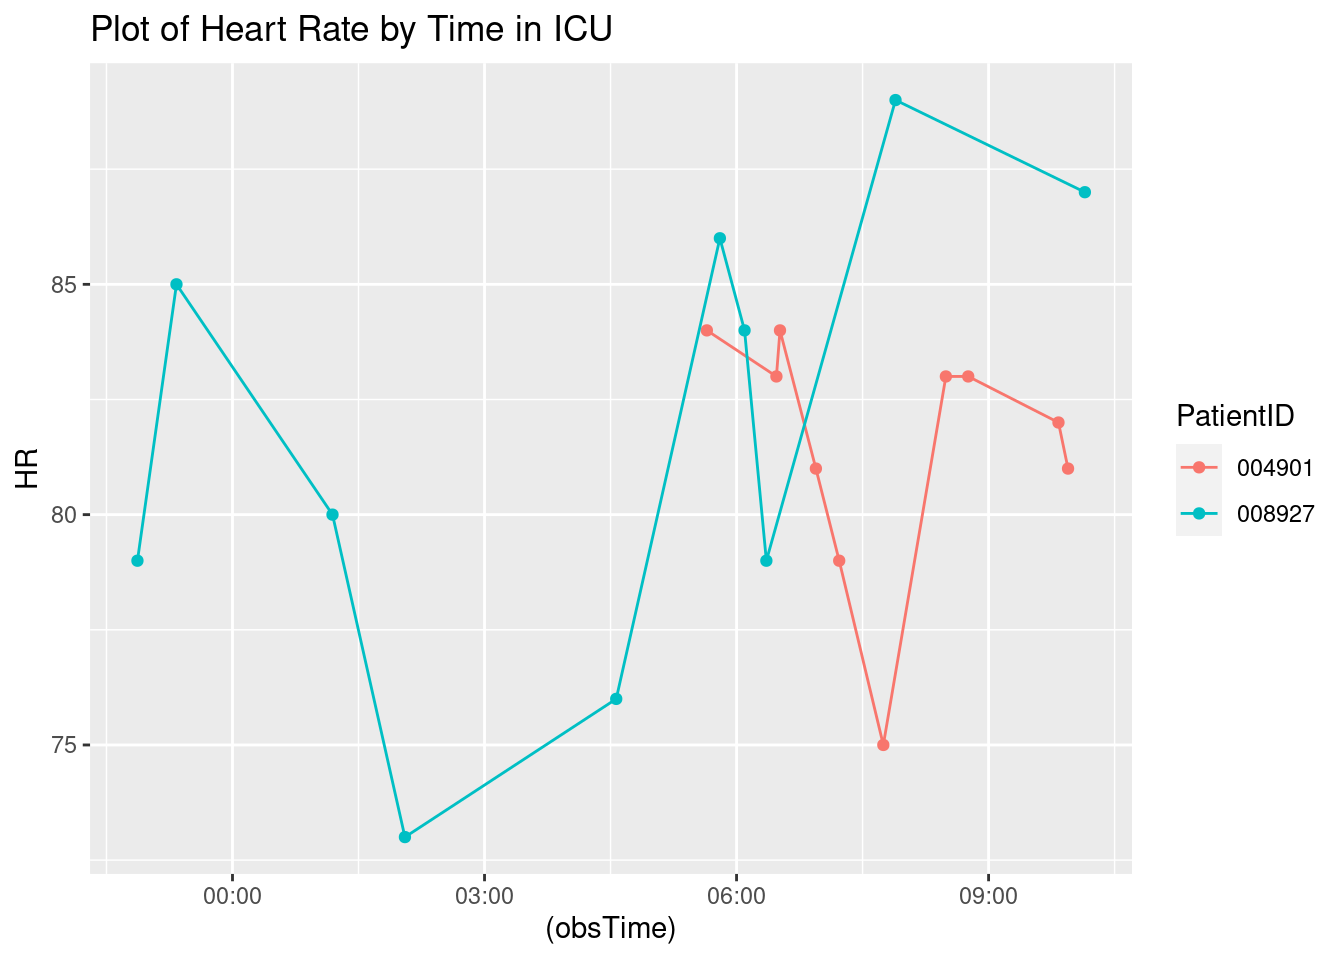 Plot of Heart Rate by Time in ICU
HR
85
80
75
00:00 03:00 06:00 09:00
(obsTime)
PatientID
004901
008927